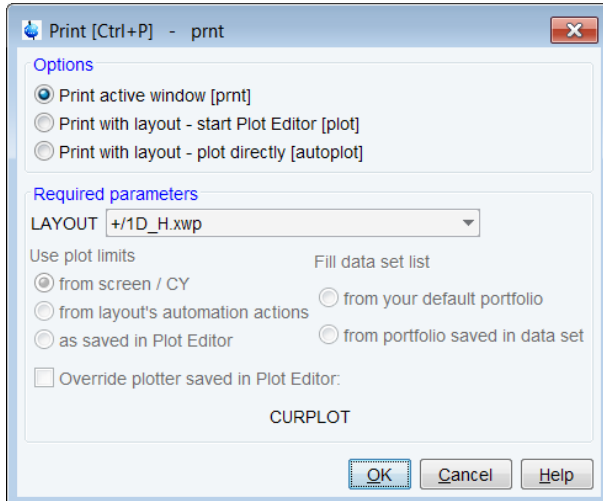 Print [Ctrl+P] - prnt
Options
Print active window [prnt]
Print with layout - start Plot Editor [plot]
Print with layout - plot directly [autoplot]
Required parameters
LAYOUT +/1D_H.xwp
Use plot limits
from screen / CY
from layout's automation actions
as saved in Plot Editor
Fill data set list
from your default portfolio
from portfolio saved in data set
Override plotter saved in Plot Editor:
CURPLOT
OK Cancel Help